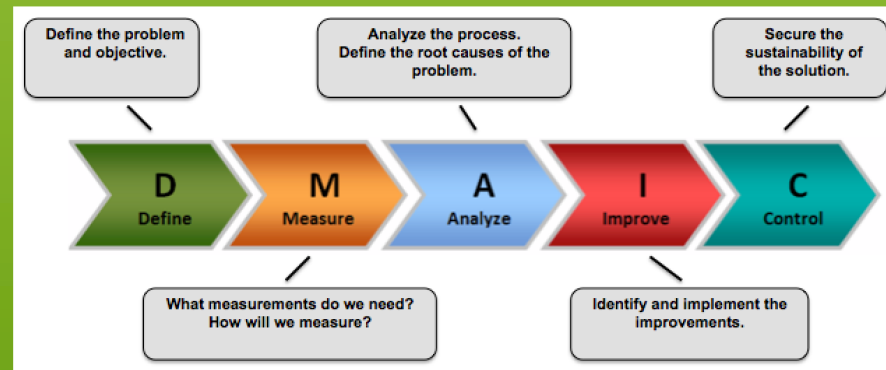 Define the problem
and objective.
Analyze the process.
Define the root causes of the
problem.
Secure the
sustainability of
the solution.
D
Define
M
Measure
A
Analyze
I
Improve
C
Control
What measurements do we need?
How will we measure?
Identify and implement the
improvements.